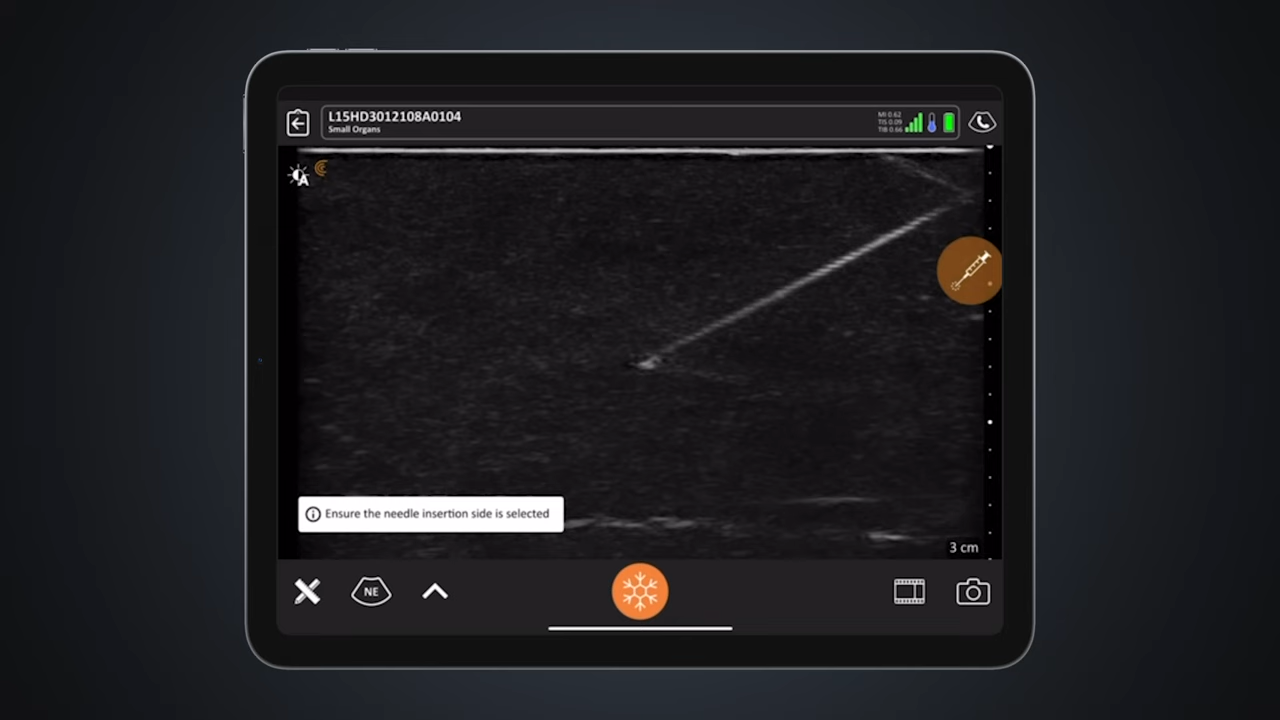 L15HD3012108A0104
Small Organs
MI 0.62
TIS 0.09
TIB 0.66
A
Ensure the needle insertion side is selected
3 cm
NE